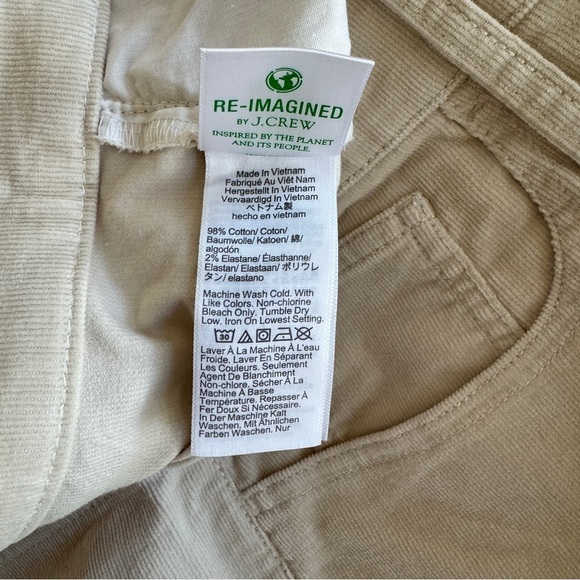 RE-IMAGINED
BY J.CREW
INSPIRED BY THE PLANET
AND ITS PEOPLE.
Made In Vietnam
Fabriqué Au Việt Nam
Hergestellt In Vietnam
Vervaardigd In Vietnam
ベトナム製
hecho en vietnam
98% Cotton/ Coton/
Baumwolle/ Katoen/ 綿/
algodón
2% Elastane/ Élasthanne/
Elastan/ Elastaan/ ポリウレ
タン/ elastano
Machine Wash Cold. With
Like Colors. Non-chlorine
Bleach Only. Tumble Dry
Low. Iron On Lowest Setting.
30
Laver À La Machine À L'eau
Froide. Laver En Séparant
Les Couleurs. Seulement
Agent De Blanchiment
Non-chlore. Sécher À La
Machine À Basse
Température. Repasser À
Fer Doux Si Nécessaire.
In Der Maschine Kalt
Waschen. Mit Ähnlichen
Farben Waschen. Nur